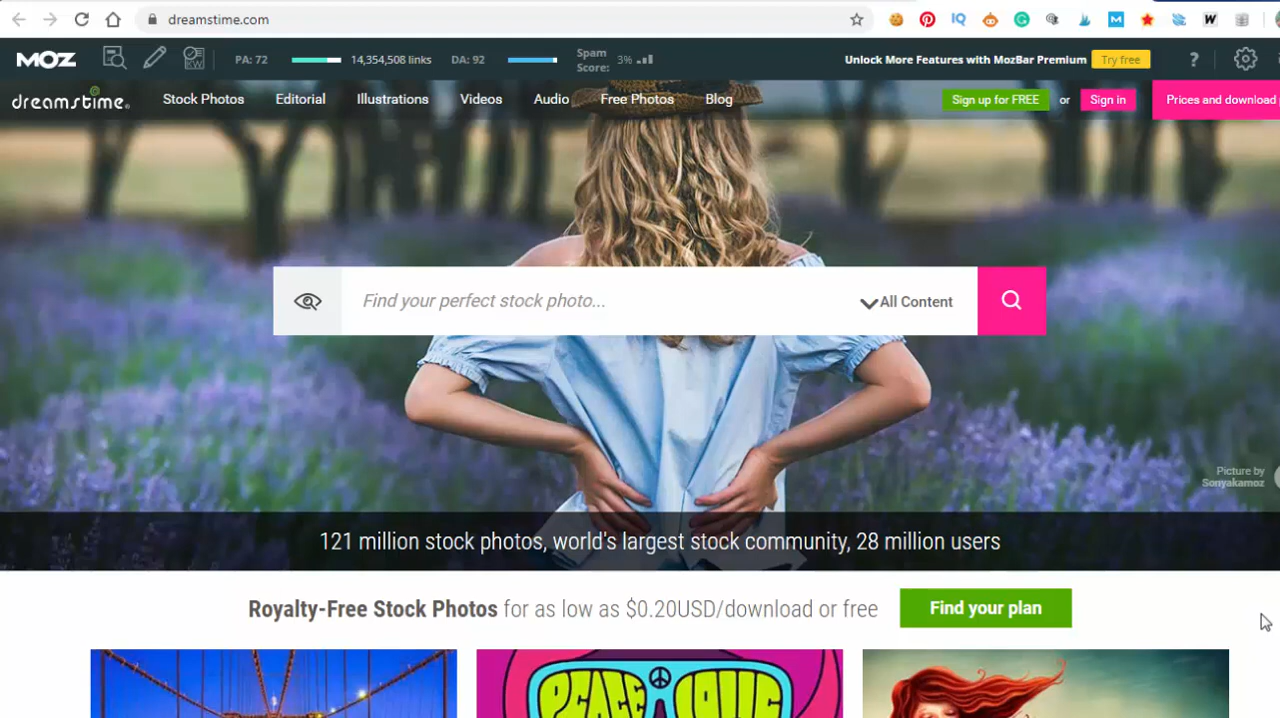 dreamstime.com
MOZ
PA: 72
14,354,508 links
DA: 92
Spam
Score:
3%
Unlock More Features with MozBar Premium
Try free
?
dreamstime.
Stock Photos
Editorial
Illustrations
Videos
Audio
Free Photos
Blog
Sign up for FREE
or
Sign in
Prices and download
Find your perfect stock photo...
All Content
Picture by
Sonyakamoz
121 million stock photos, world's largest stock community, 28 million users
Royalty-Free Stock Photos for as low as $0.20USD/download or free
Find your plan
PEACE